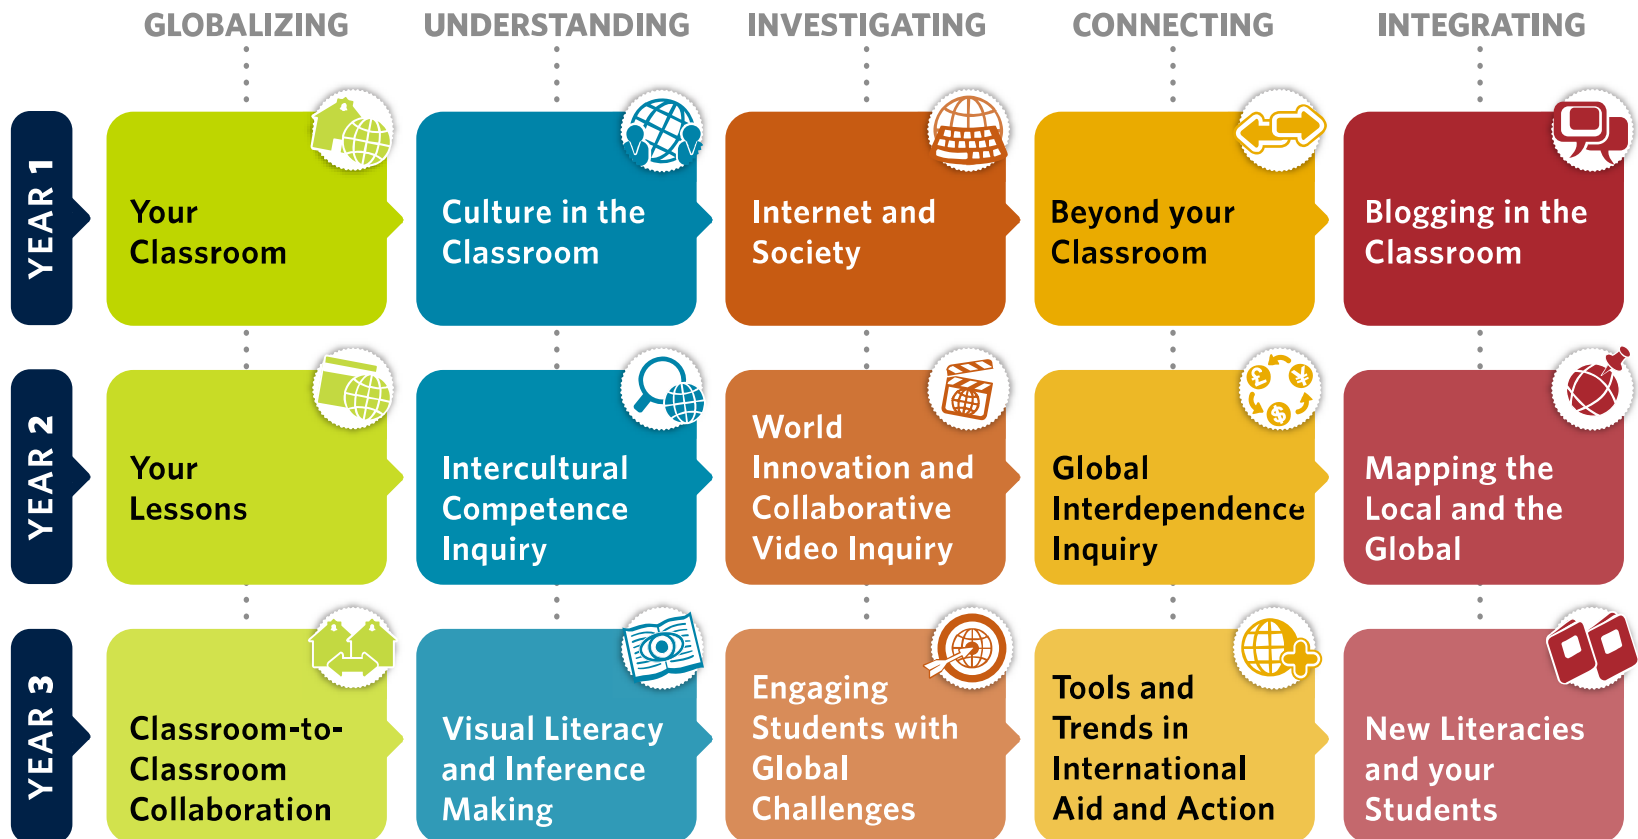 GLOBALIZING
UNDERSTANDING
INVESTIGATING
CONNECTING
INTEGRATING
YEAR 1
Your
Classroom
Culture in the
Classroom
Internet and
Society
Beyond your
Classroom
Blogging in the
Classroom
YEAR 2
Your
Lessons
Intercultural
Competence
Inquiry
World
Innovation and
Collaborative
Video Inquiry
Global
Interdependence
Inquiry
£
¥
$
Mapping the
Local and the
Global
YEAR 3
Classroom-to-
Classroom
Collaboration
Visual Literacy
and Inference
Making
Engaging
Students with
Global
Challenges
Tools and
Trends in
International
Aid and Action
New Literacies
and your
Students